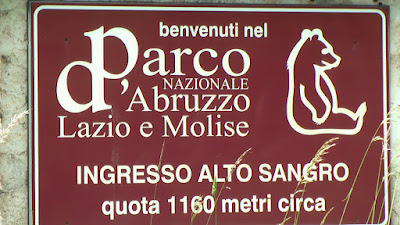 benvenuti nel
Parco
NAZIONALE
d'Abruzzo
Lazio e Molise
INGRESSO ALTO SANGRO
quota 1160 metri circa